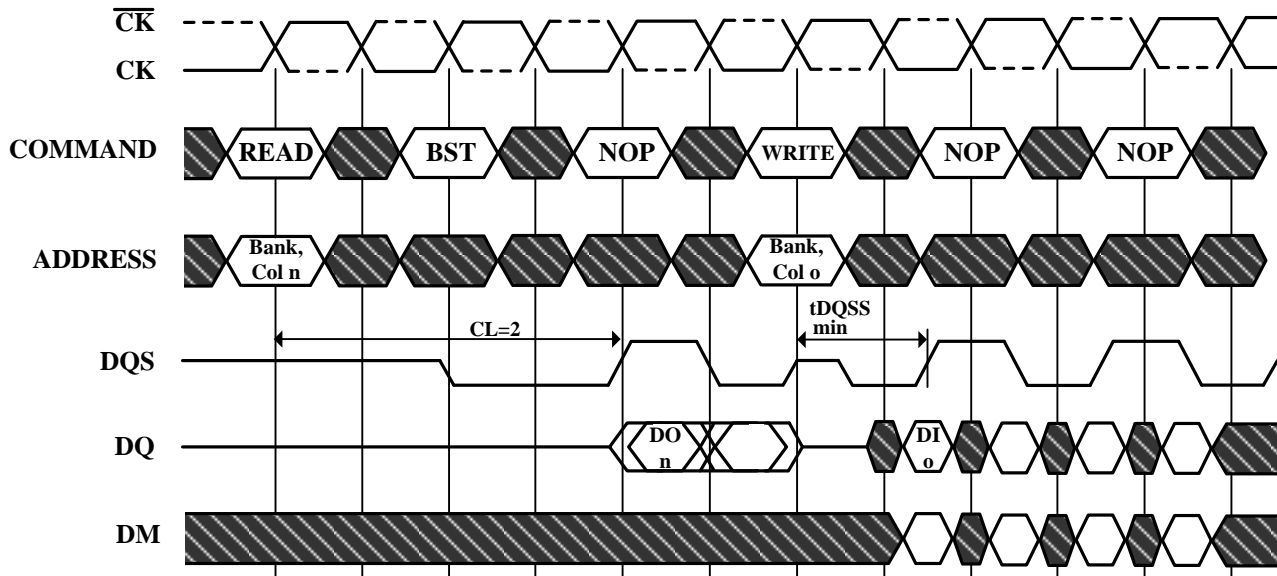 CK
CK
COMMAND READ BST NOP WRITE NOP NOP
ADDRESS
Bank,
Col n
Bank,
Col o
tDQSS
min
CL=2
DQS
DQ
DO
n
DI
o
DM